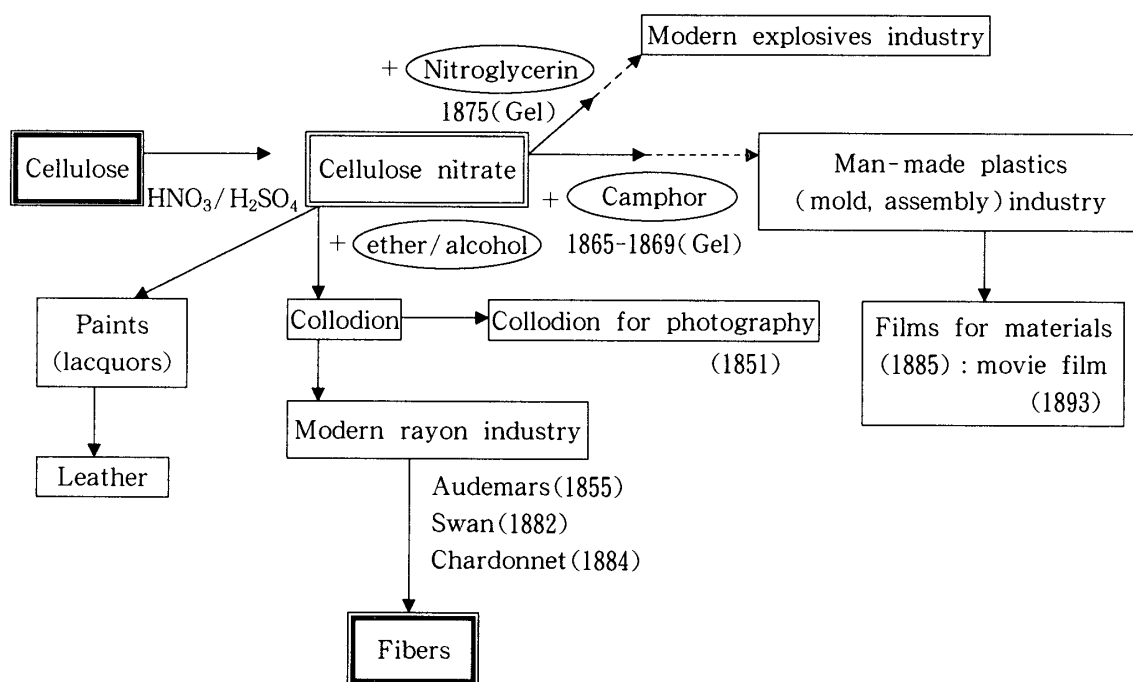 Modern explosives industry
+ Nitroglycerin
1875(Gel)
Cellulose
HNO₃/H₂SO₄
Cellulose nitrate
+ Camphor
1865-1869(Gel)
Man-made plastics
(mold, assembly) industry
+ ether/alcohol
Paints
(lacquors)
Collodion
Collodion for photography
(1851)
Films for materials
(1885) : movie film
(1893)
Modern rayon industry
Leather
Audemars(1855)
Swan(1882)
Chardonnet(1884)
Fibers